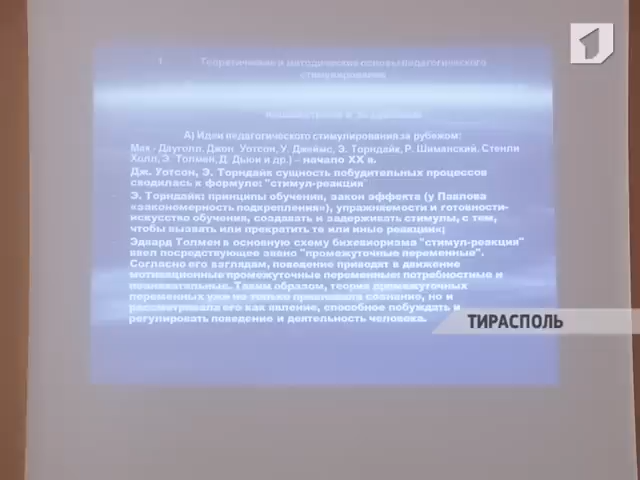 1
1. Теоретические и методические основы педагогического
стимулирования
А) Идеи педагогического стимулирования за рубежом:
Мак - Дауголл, Джон Уотсон, У. Джеймс, Э. Торндайк, Р. Шиманский, Стенли
Холл, Э. Толмен, Д. Дьюи и др.) – начало XX в.
Дж. Уотсон, Э. Торндайк сущность побудительных процессов
сводилась к формуле: "стимул-реакция"
Э. Торндайк: принципы обучения, закон эффекта (у Павлова
«закономерность подкрепления»), упражняемости и готовности-
искусство обучения, создавать и задерживать стимулы, с тем,
чтобы вызвать или прекратить те или иные реакции«;
Эдвард Толмен в основную схему бихевиоризма "стимул-реакция"
ввел посредствующее звено "промежуточные переменные".
Согласно его взглядам, поведение приводят в движение
мотивационные промежуточные переменные: потребностные и
познавательные. Таким образом, теория промежуточных
переменных уже не только признавала сознанию, но и
рассматривала его как явление, способное побуждать и
регулировать поведение и деятельность человека.
ТИРАСПОЛЬ